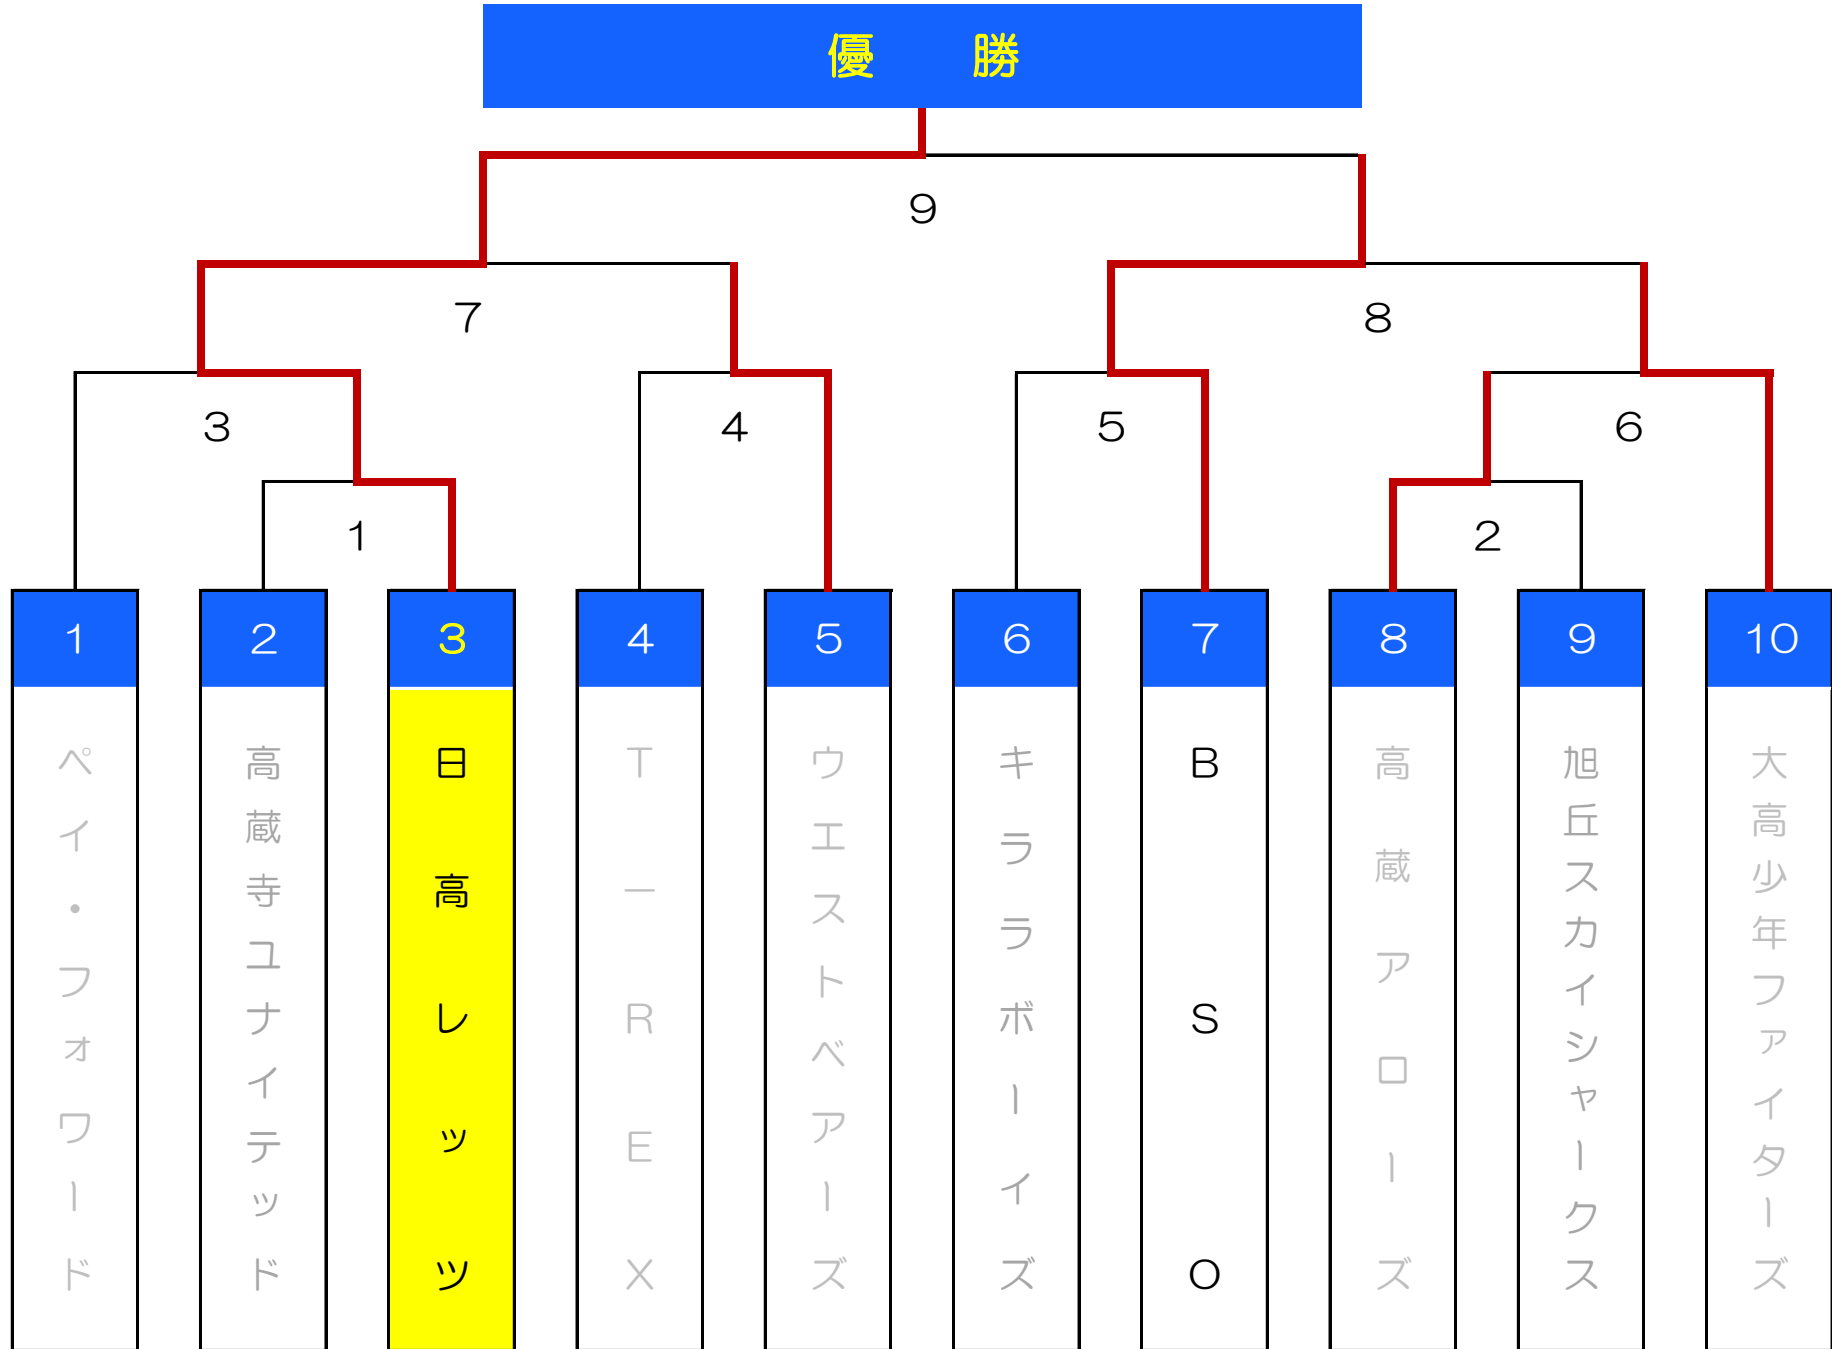 優 勝
9
7
8
3
4
5
6
1
2
1
2
3
4
5
6
7
8
9
10
ペイ・フォワード
高蔵寺ユナイテッド
日高レッツ
T－REX
ウエストベアーズ
キララボーイズ
BSO
高蔵アローズ
旭丘スカイシャークス
大高少年ファイターズ